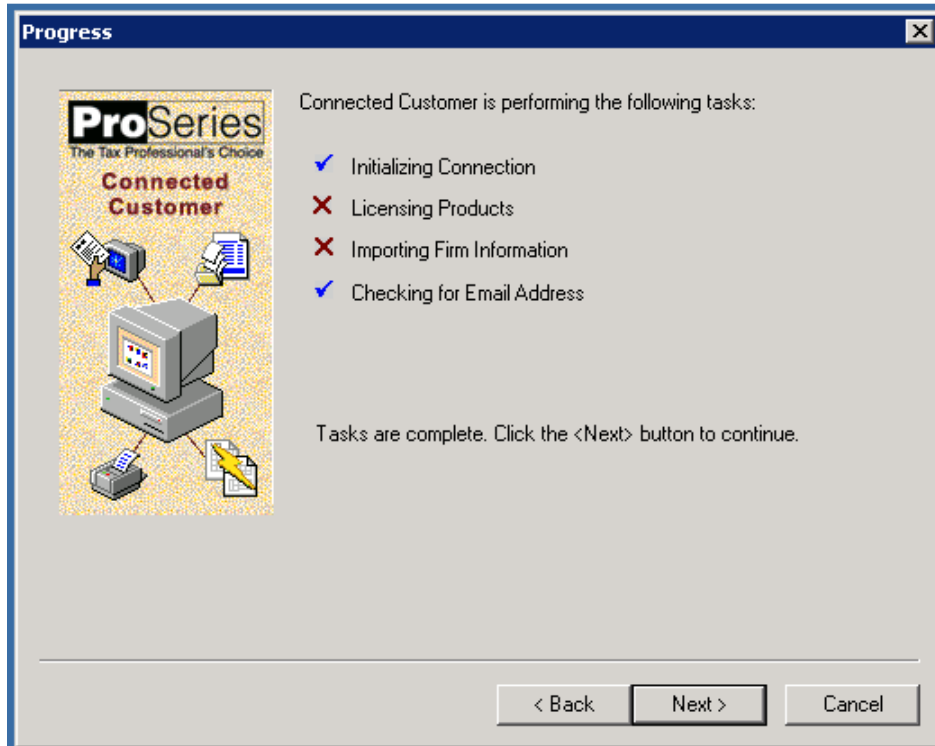 Progress
ProSeries
The Tax Professional's Choice
Connected
Customer
Connected Customer is performing the following tasks:
Initializing Connection
Licensing Products
Importing Firm Information
Checking for Email Address
Tasks are complete. Click the <Next> button to continue.
< Back
Next >
Cancel